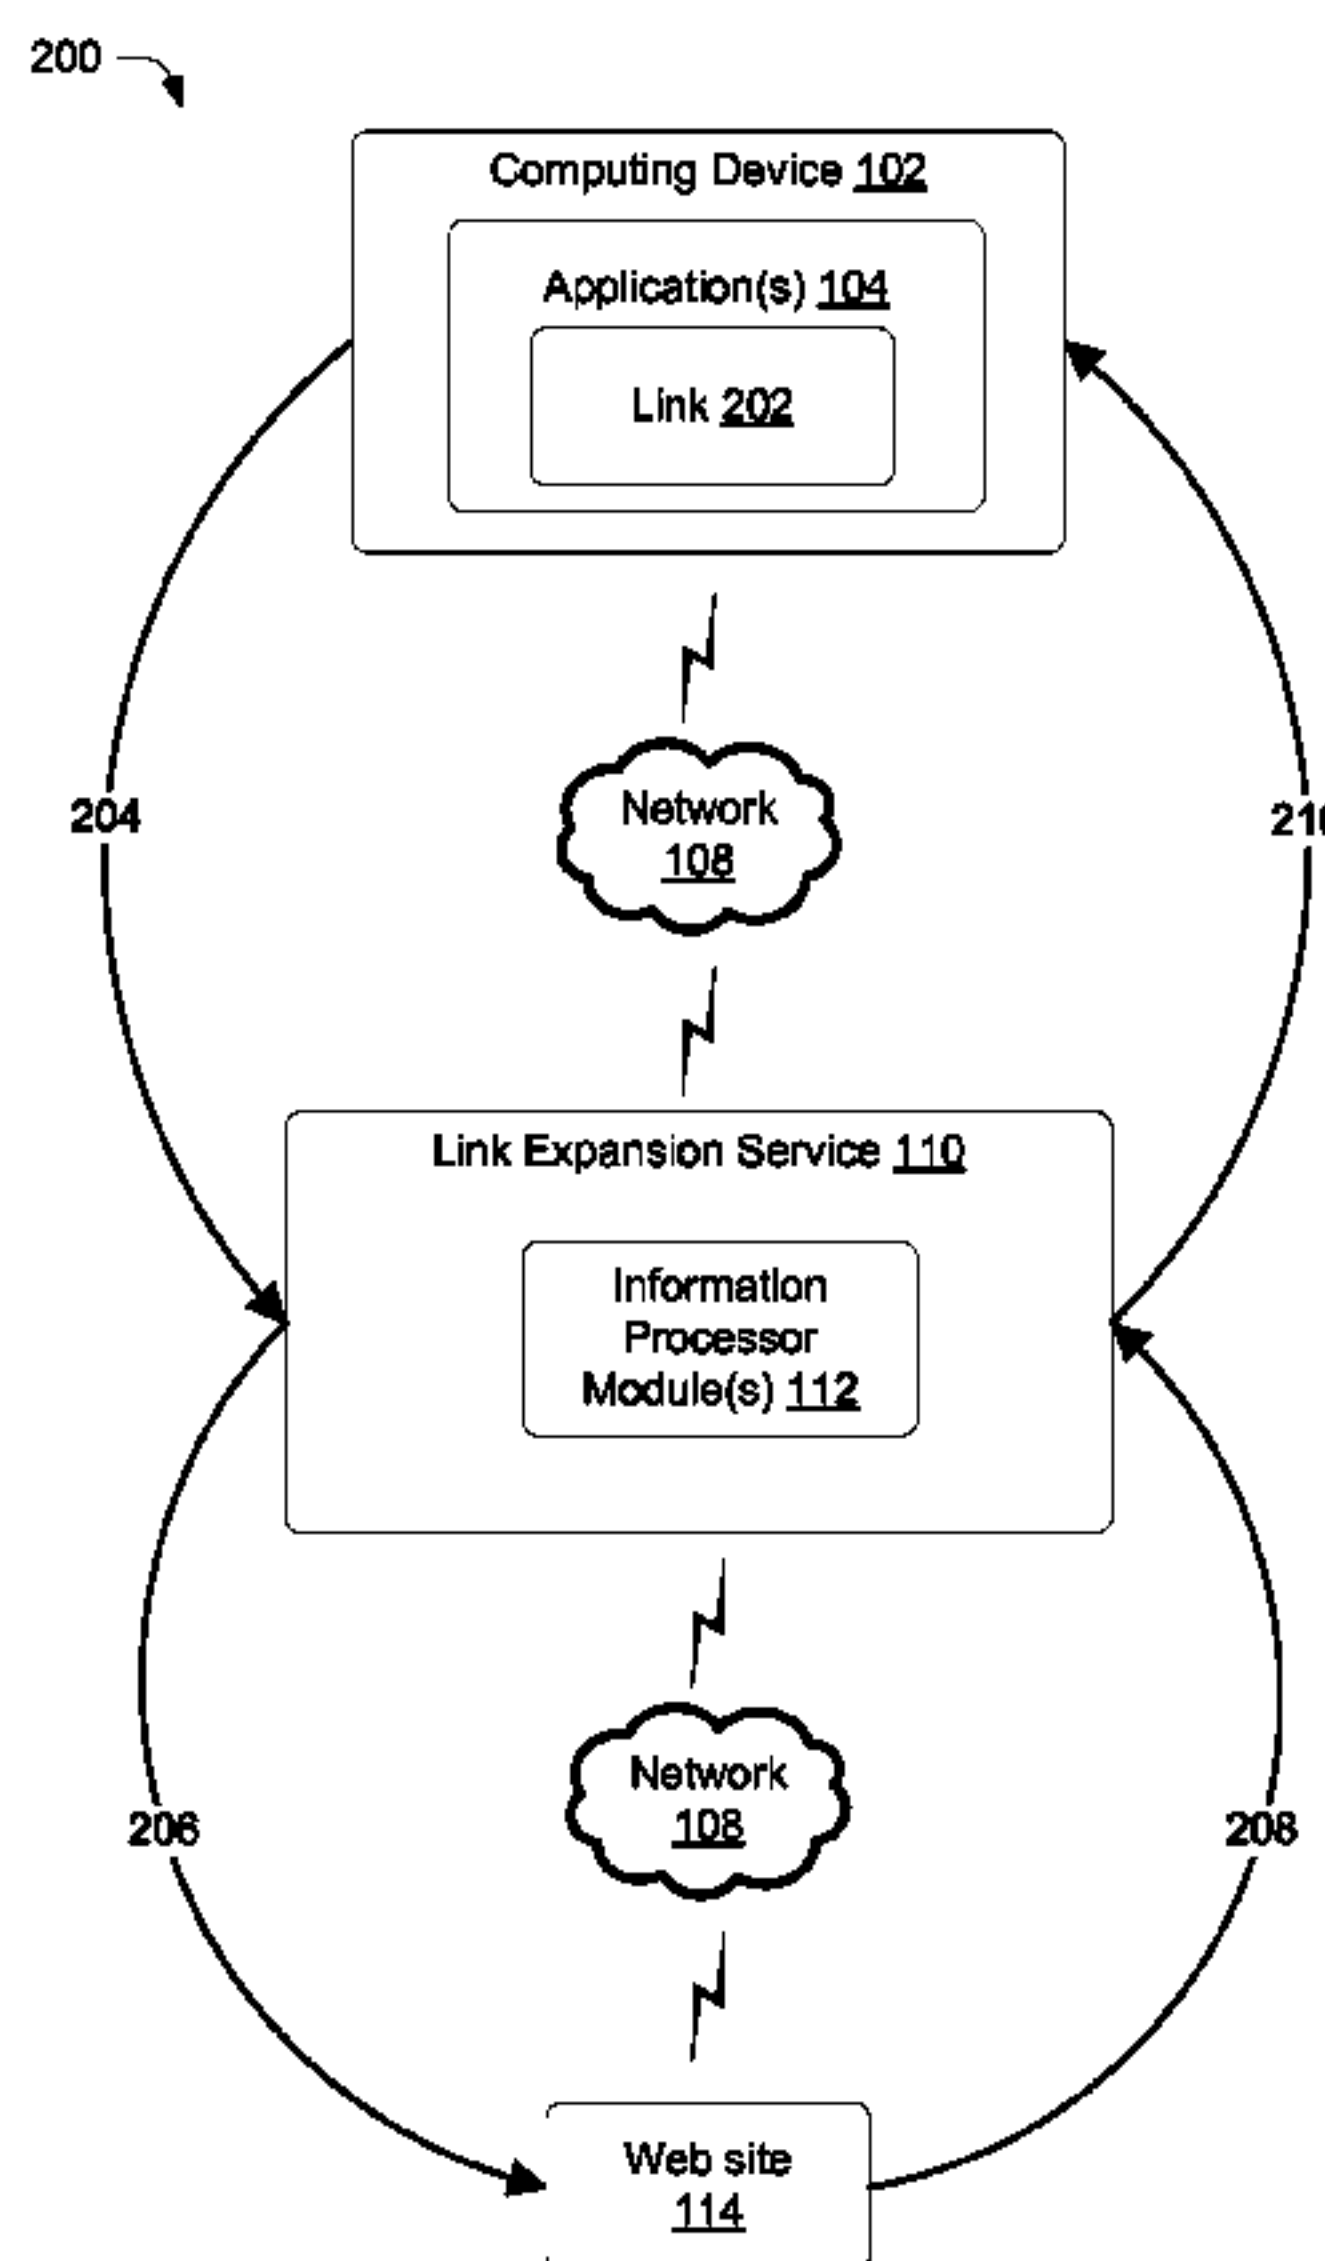 200
Computing Device 102
Application(s) 104
Link 202
Network
108
204
210
Link Expansion Service 110
Information
Processor
Module(s) 112
Network
108
206
208
Web site
114